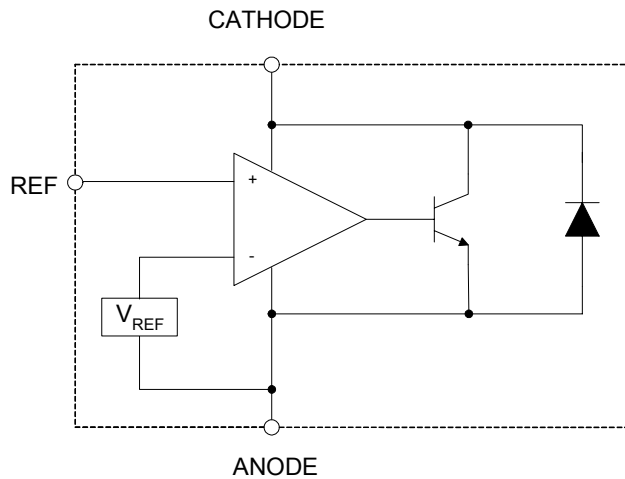 CATHODE
REF
+
-
VREF
ANODE